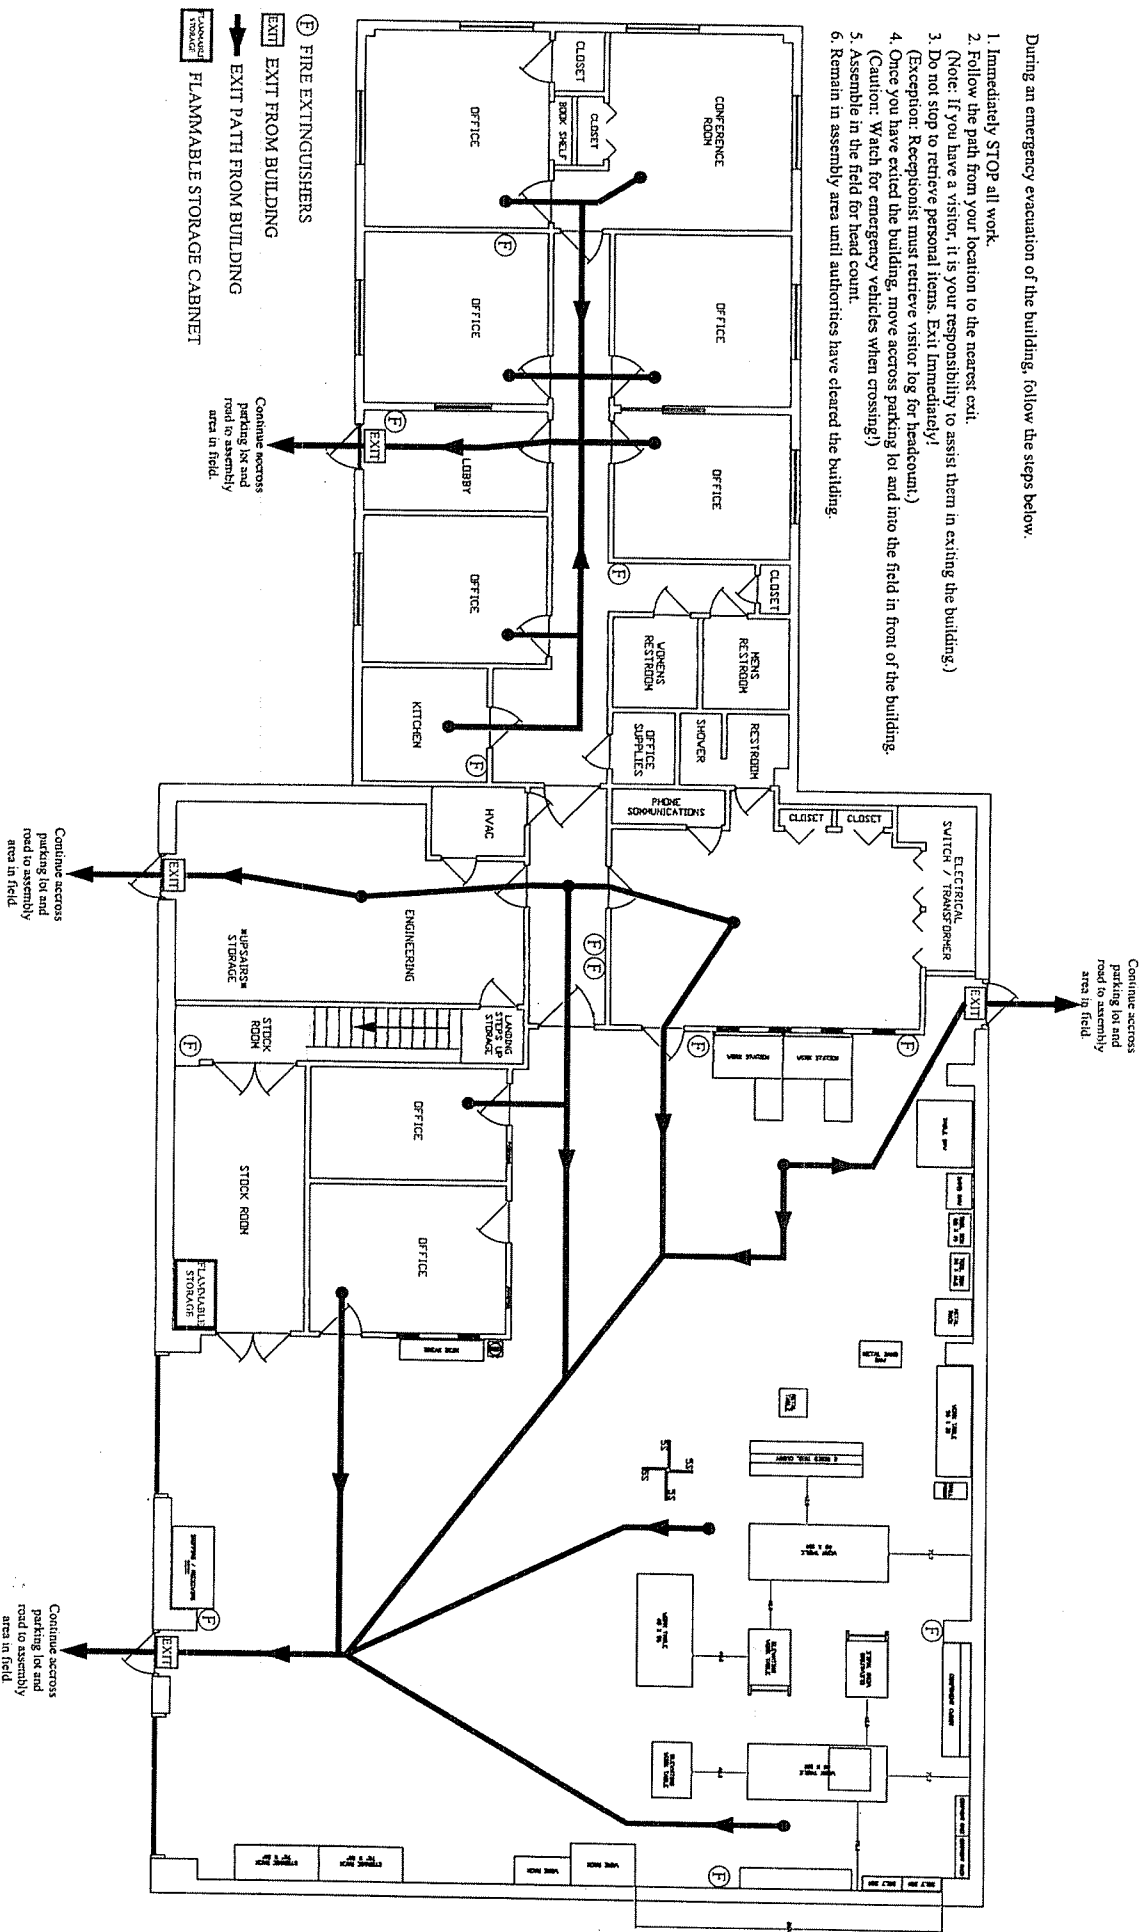 During an emergency evacuation of the building, follow the steps below.
1. Immediately STOP all work.
2. Follow the path from your location to the nearest exit.
(Note: If you have a visitor, it is your responsibility to assist them in exiting the building.)
3. Do not stop to retrieve personal items. Exit Immediately!
(Exception: Receptionist must retrieve visitor log for headcount.)
4. Once you have exited the building, move accross parking lot and into the field in front of the building.
(Caution: Watch for emergency vehicles when crossing!)
5. Assemble in the field for head count.
6. Remain in assembly area until authorities have cleared the building.
CONFERENCE
ROOM
OFFICE
OFFICE
CLOSET
MENS
RESTROOM
RESTROOM
CLOSET
CLOSET
ELECTRICAL
SWITCH / TRANSFORMER
EXIT
Continue accross
parking lot and
road to assembly
area in field.
CLOSET
CLOSET
BOOK SHELF
F
WOMENS
RESTROOM
SHOWER
OFFICE
SUPPLIES
PHONE
SOMMUNICATIONS
F
F
F
F
OFFICE
F
OFFICE
LOBBY
F
EXIT
OFFICE
KITCHEN
F
HVAC
ENGINEERING
*UPSAIRS*
STORAGE
EXIT
LANDING
STEPS UP
STORAGE
STOCK
ROOM
F
OFFICE
OFFICE
STOCK ROOM
FLAMMABLE
STORAGE
F
F
F
EXIT
F FIRE EXTINGUISHERS
EXIT EXIT FROM BUILDING
EXIT PATH FROM BUILDING
FLAMMABLE
STORAGE FLAMMABLE STORAGE CABINET
Continue accross
parking lot and
road to assembly
area in field.
Continue accross
parking lot and
road to assembly
area in field.
Continue accross
parking lot and
road to assembly
area in field.